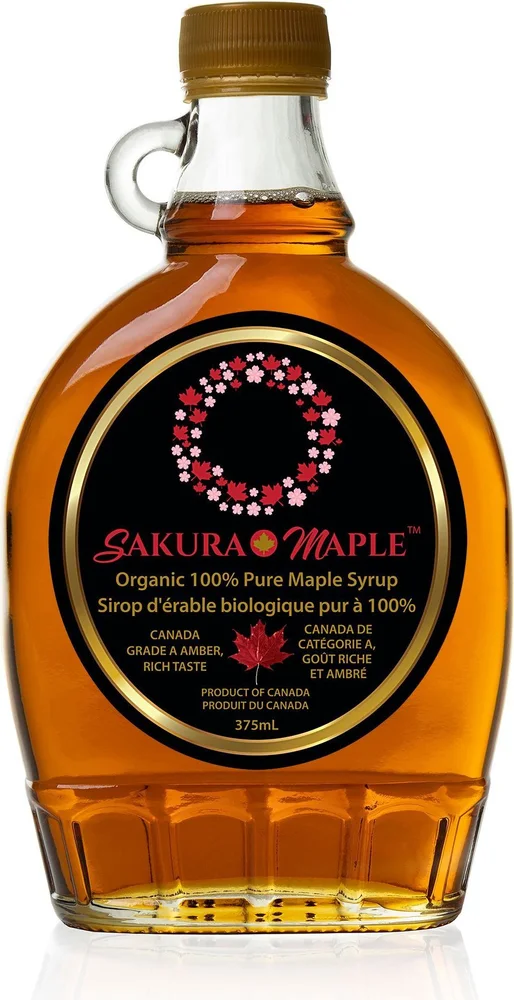 SAKURA MAPLE™
Organic 100% Pure Maple Syrup
Sirop d'érable biologique pur à 100%
CANADA
GRADE A AMBER,
RICH TASTE
CANADA DE
CATÉGORIE A,
GOÛT RICHE
ET AMBRÉ
PRODUCT OF CANADA
PRODUIT DU CANADA
375mL